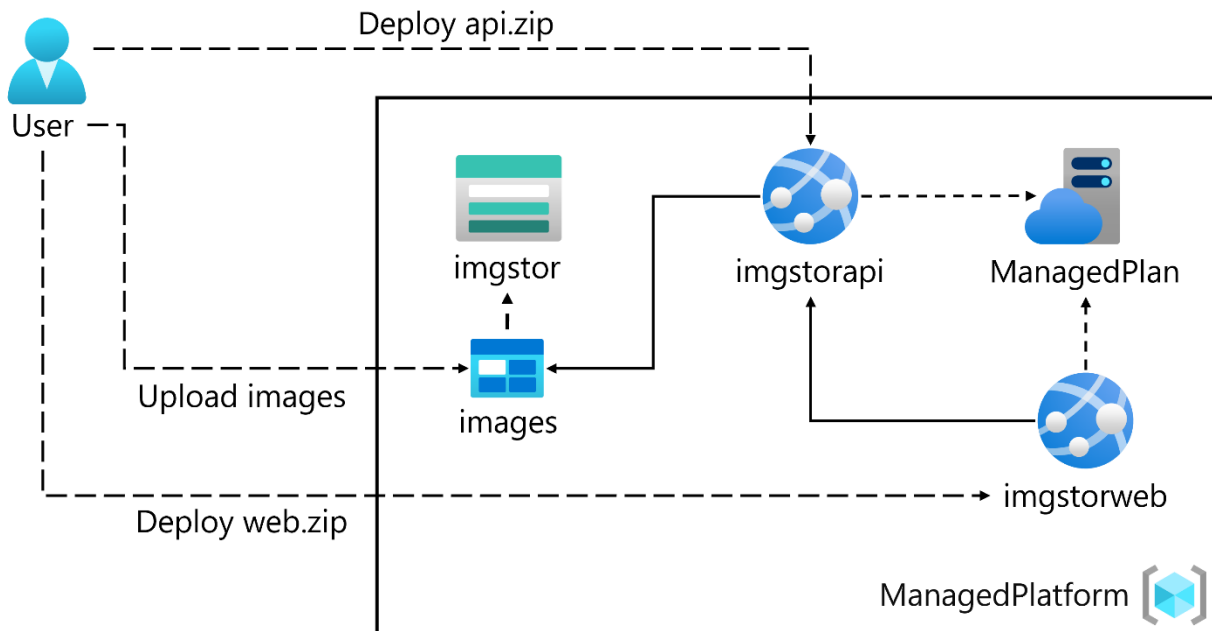 Deploy api.zip
User
imgstor
imgstorapi
ManagedPlan
Upload images
images
imgstorweb
Deploy web.zip
ManagedPlatform